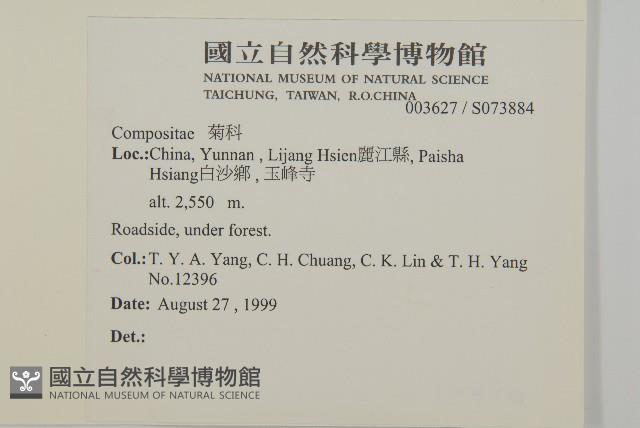 國立自然科學博物館
NATIONAL MUSEUM OF NATURAL SCIENCE
TAICHUNG, TAIWAN, R.O.CHINA
003627 / S073884
Compositae 菊科
Loc.:China, Yunnan , Lijang Hsien麗江縣, Paisha
Hsiang白沙鄉 , 玉峰寺
alt. 2,550 m.
Roadside, under forest.
Col.: T. Y. A. Yang, C. H. Chuang, C. K. Lin & T. H. Yang
No.12396
Date: August 27 , 1999
Det.:
國立自然科學博物館
NATIONAL MUSEUM OF NATURAL SCIENCE